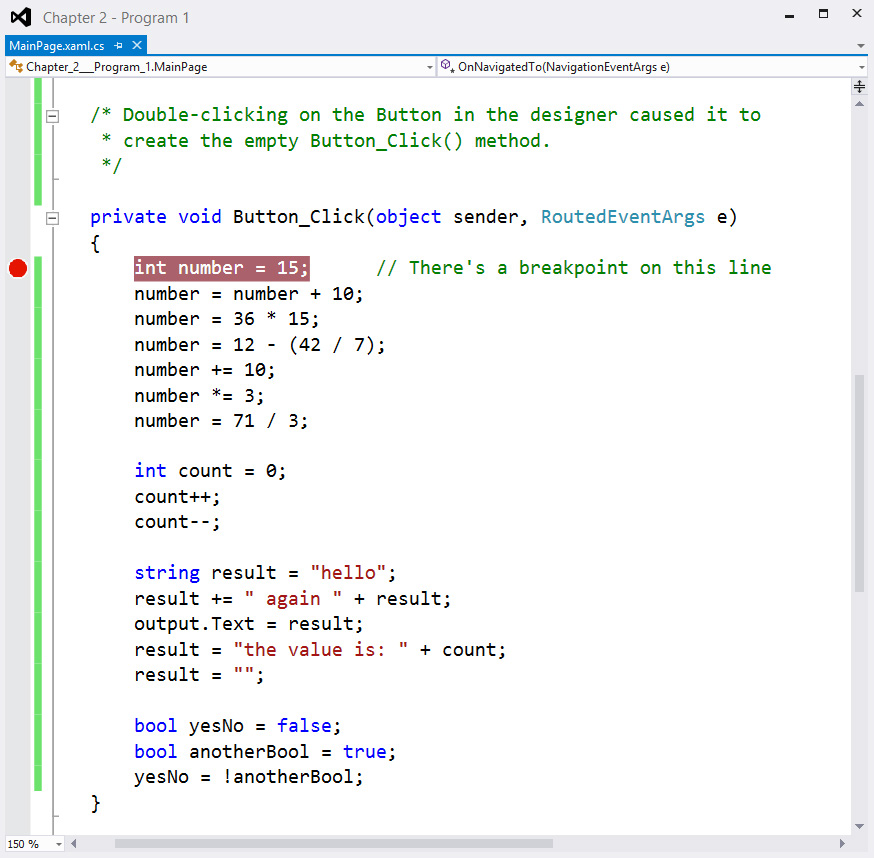 Chapter 2 - Program 1
MainPage.xaml.cs
Chapter_2___Program_1.MainPage
OnNavigatedTo(NavigationEventArgs e)
/* Double-clicking on the Button in the designer caused it to
* create the empty Button_Click() method.
*/
private void Button_Click(object sender, RoutedEventArgs e)
{
int number = 15; // There's a breakpoint on this line
number = number + 10;
number = 36 * 15;
number = 12 - (42 / 7);
number += 10;
number *= 3;
number = 71 / 3;
int count = 0;
count++;
count--;
string result = "hello";
result += " again " + result;
output.Text = result;
result = "the value is: " + count;
result = "";
bool yesNo = false;
bool anotherBool = true;
yesNo = !anotherBool;
}
150 %